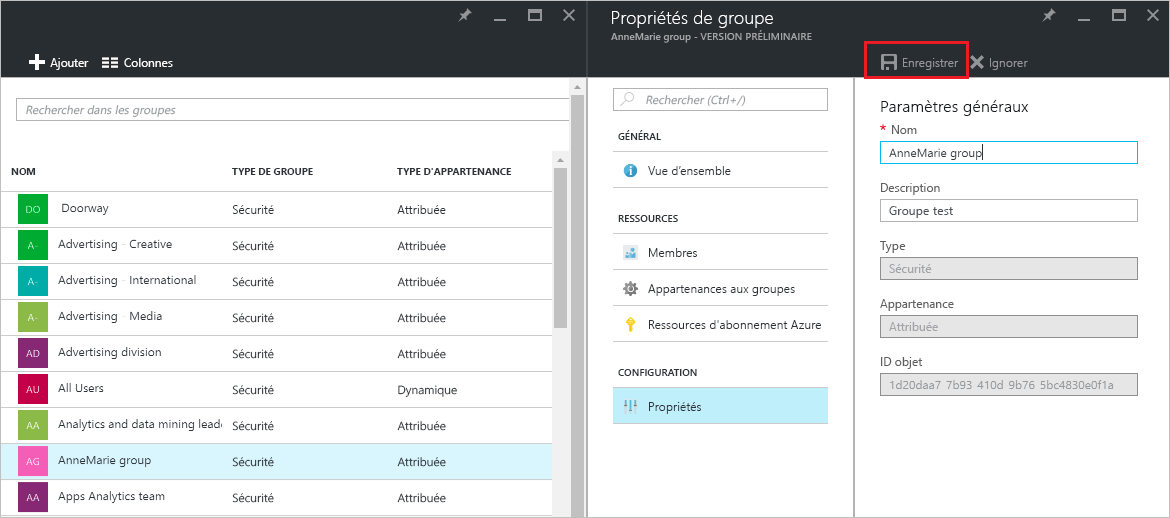 Ajouter Colonnes
Rechercher dans les groupes
NOM TYPE DE GROUPE TYPE D'APPARTENANCE
DO Doorway Sécurité Attribuée
A- Advertising - Creative Sécurité Attribuée
A- Advertising - International Sécurité Attribuée
A- Advertising - Media Sécurité Attribuée
AD Advertising division Sécurité Attribuée
AU All Users Sécurité Dynamique
AA Analytics and data mining leade Sécurité Attribuée
AG AnneMarie group Sécurité Attribuée
AA Apps Analytics team Sécurité Attribuée
Propriétés de groupe
AnneMarie group - VERSION PRÉLIMINAIRE
Enregistrer Ignorer
Rechercher (Ctrl+/)
GÉNÉRAL
Vue d'ensemble
RESSOURCES
Membres
Appartenances aux groupes
Ressources d'abonnement Azure
CONFIGURATION
Propriétés
Paramètres généraux
* Nom
AnneMarie group
Description
Groupe test
Type
Sécurité
Appartenance
Attribuée
ID objet
1d20daa7 7b93 410d 9b76 5bc4830e0f1a